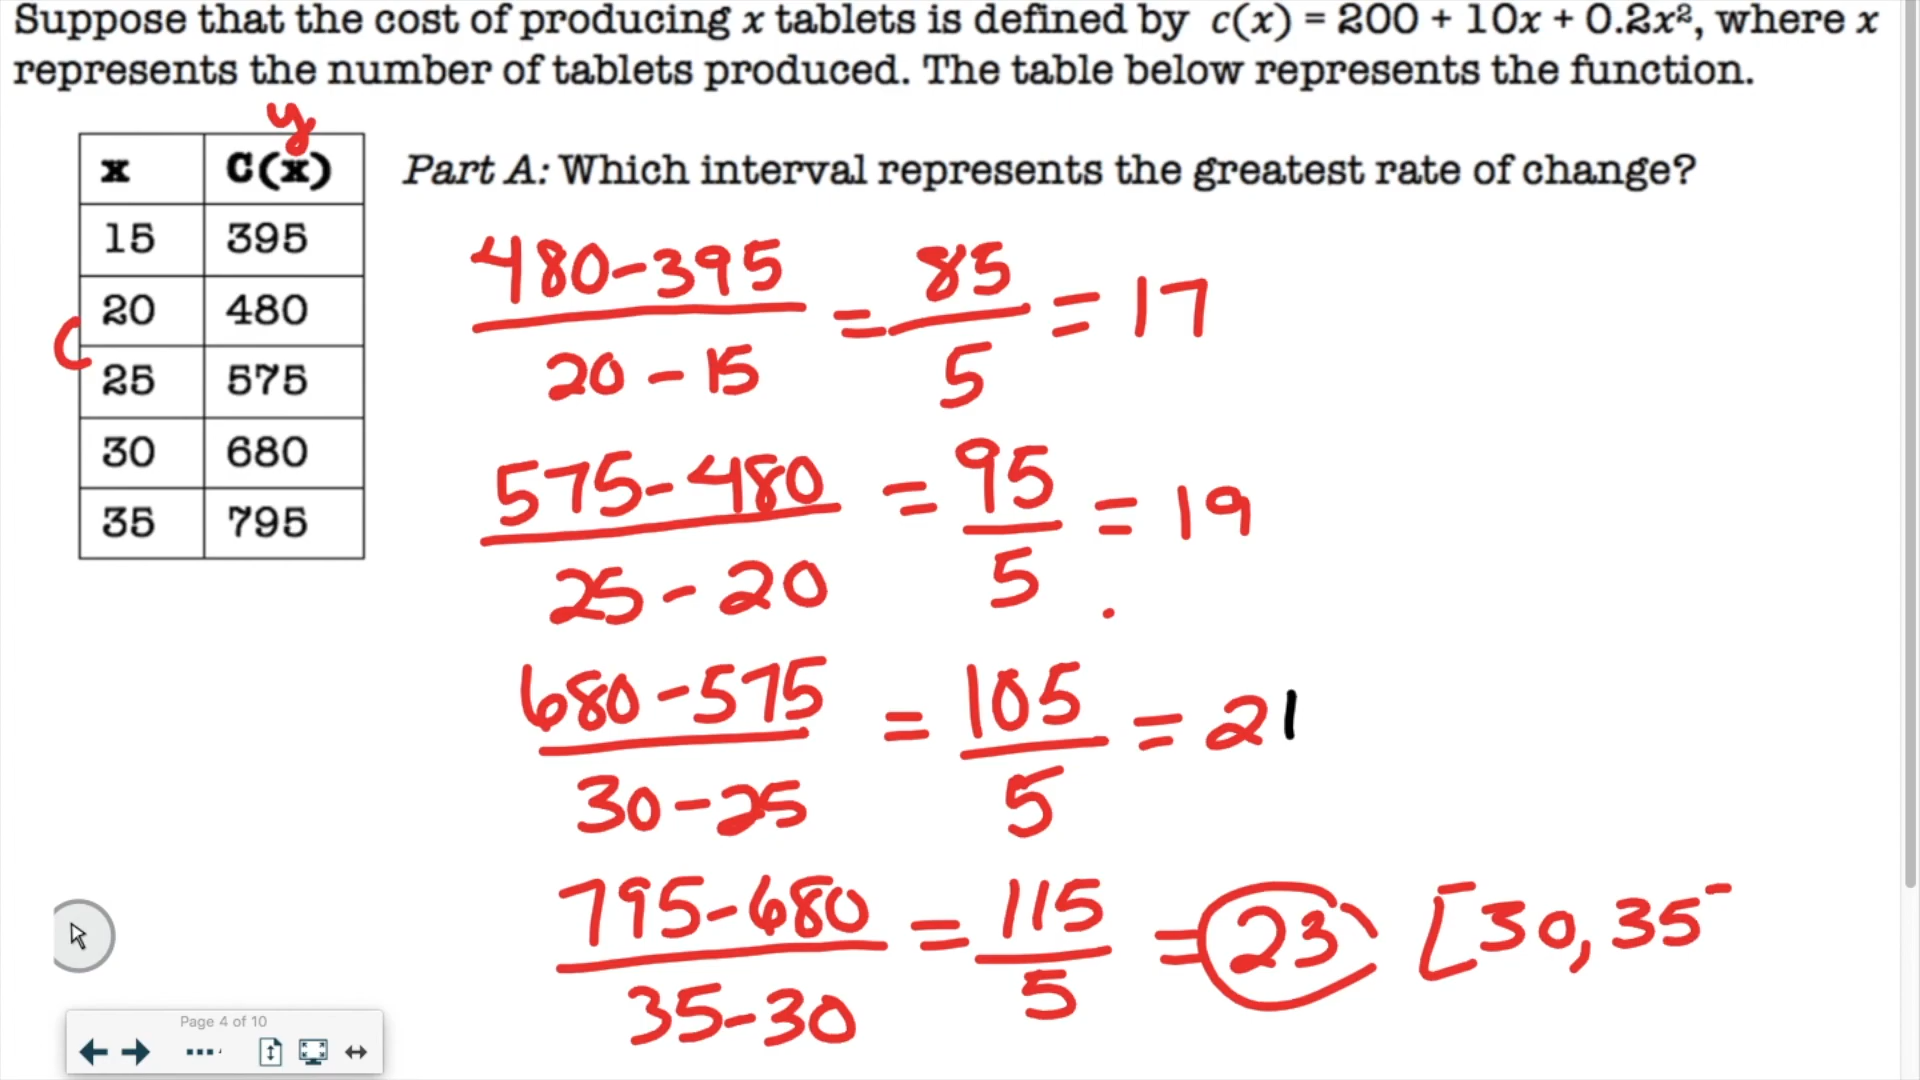 Suppose that the cost of producing x tablets is defined by c(x) = 200 + 10x + 0.2x², where x
represents the number of tablets produced. The table below represents the function.
y
x C(x)
15 395
20 480
25 575
30 680
35 795
Part A: Which interval represents the greatest rate of change?
480-395 = 85 = 17
20-15 5
575-480 = 95 = 19
25-20 5
680-575 = 105 = 21
30-25 5
795-680 = 115 = 23 [30, 35
35-30 5
Page 4 of 10